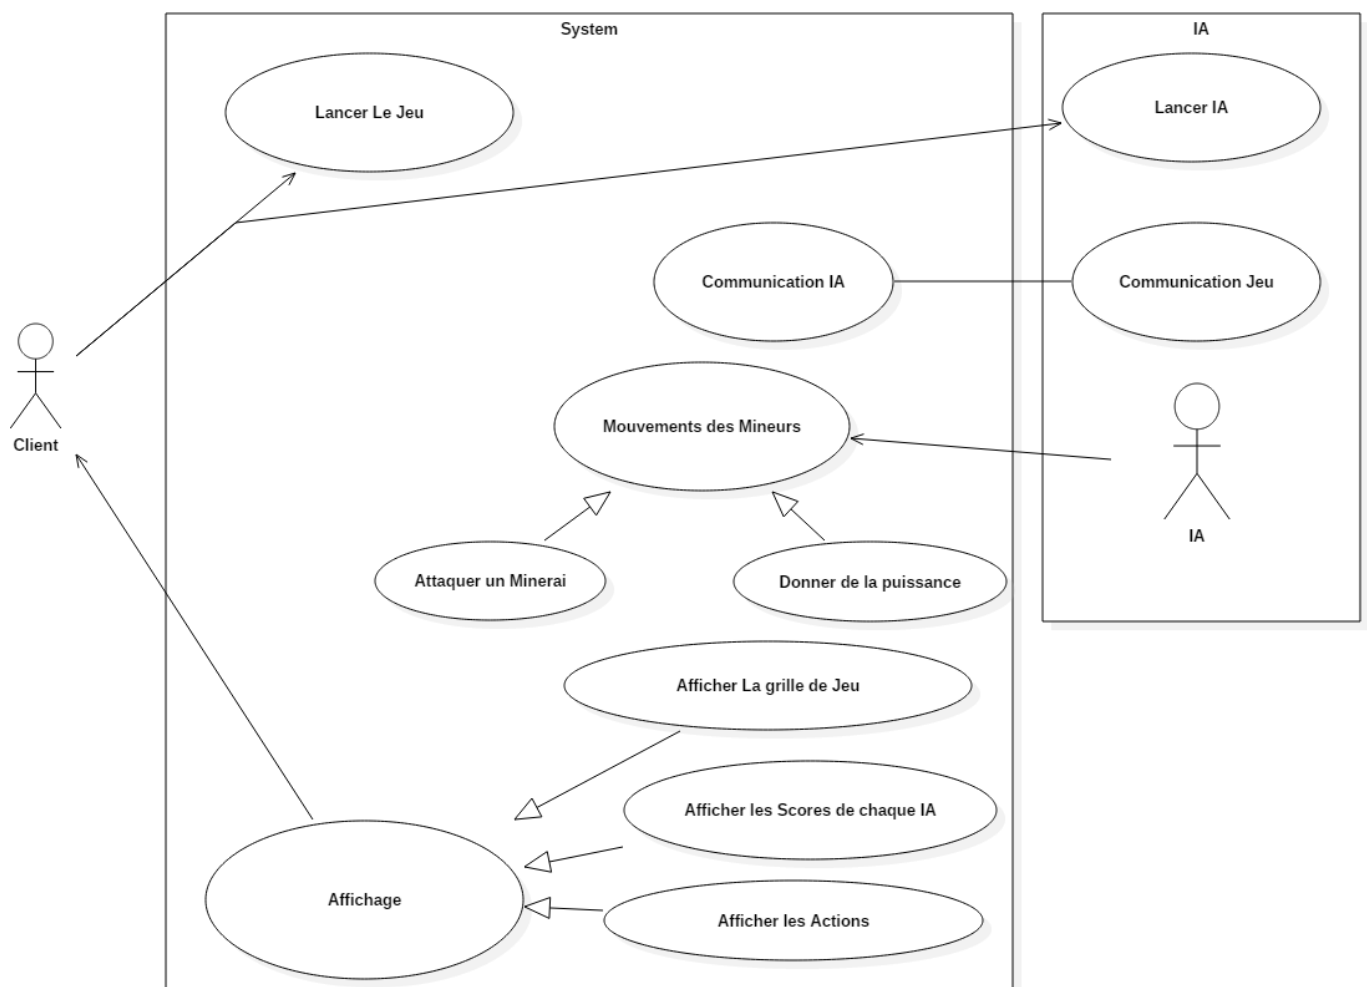 System
IA
Lancer Le Jeu
Lancer IA
Communication IA
Communication Jeu
Client
Mouvements des Mineurs
IA
Attaquer un Minerai
Donner de la puissance
Afficher La grille de Jeu
Afficher les Scores de chaque IA
Affichage
Afficher les Actions